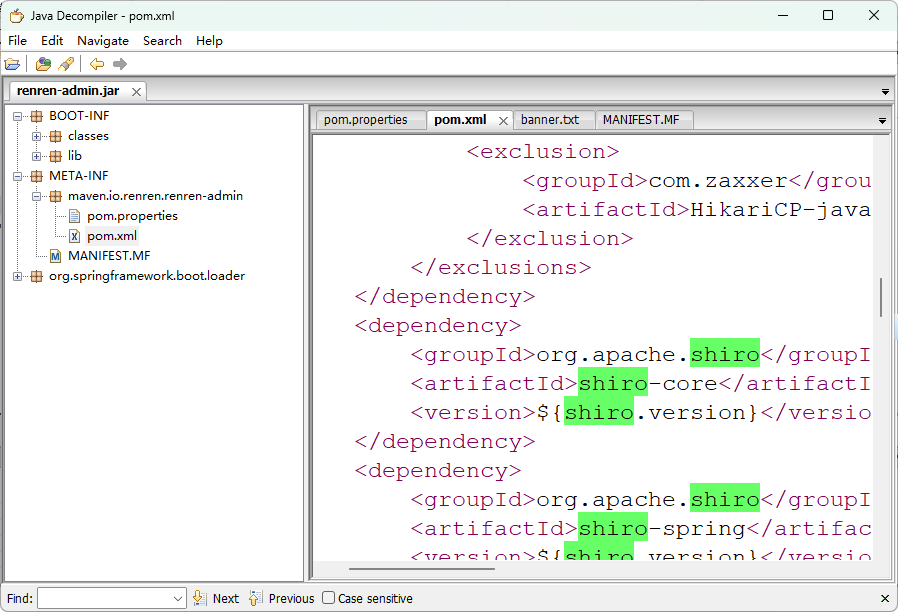 Java Decompiler - pom.xml
File Edit Navigate Search Help
renren-admin.jar
BOOT-INF
classes
lib
META-INF
maven.io.renren.renren-admin
pom.properties
pom.xml
MANIFEST.MF
org.springframework.boot.loader
pom.properties pom.xml banner.txt MANIFEST.MF
<exclusion>
<groupId>com.zaxxer</grou
<artifactId>HikariCP-java
</exclusion>
</exclusions>
</dependency>
<dependency>
<groupId>org.apache.shiro</groupI
<artifactId>shiro-core</artifactI
<version>${shiro.version}</versio
</dependency>
<dependency>
<groupId>org.apache.shiro</groupI
<artifactId>shiro-spring</artifac
<version>${shiro.version}</versio
Find: Next Previous Case sensitive